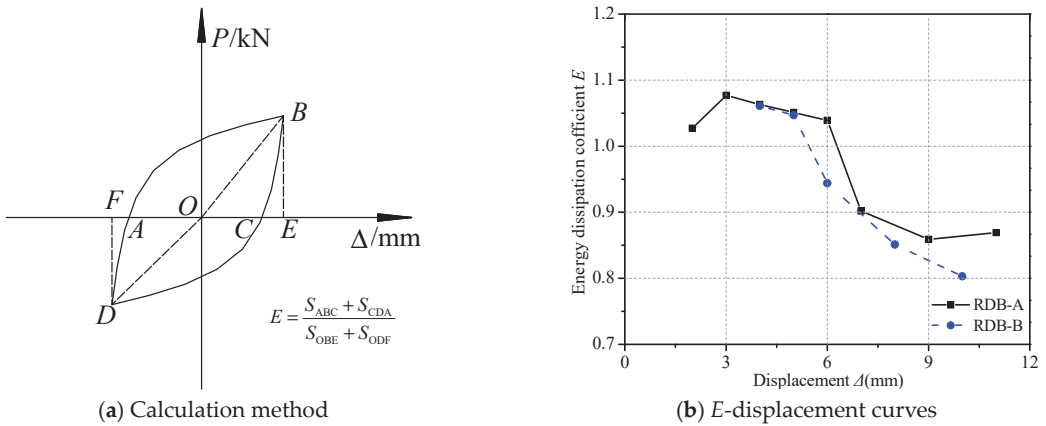 P/kN
B
F
O
A
C
E
Δ/mm
D
E = (S_ABC + S_CDA) / (S_OBE + S_ODF)
(a) Calculation method
1.2
1.1
1.0
0.9
0.8
0.7
Energy dissipation cofficient E
RDB-A
RDB-B
0 3 6 9 12
Displacement Δ(mm)
(b) E-displacement curves